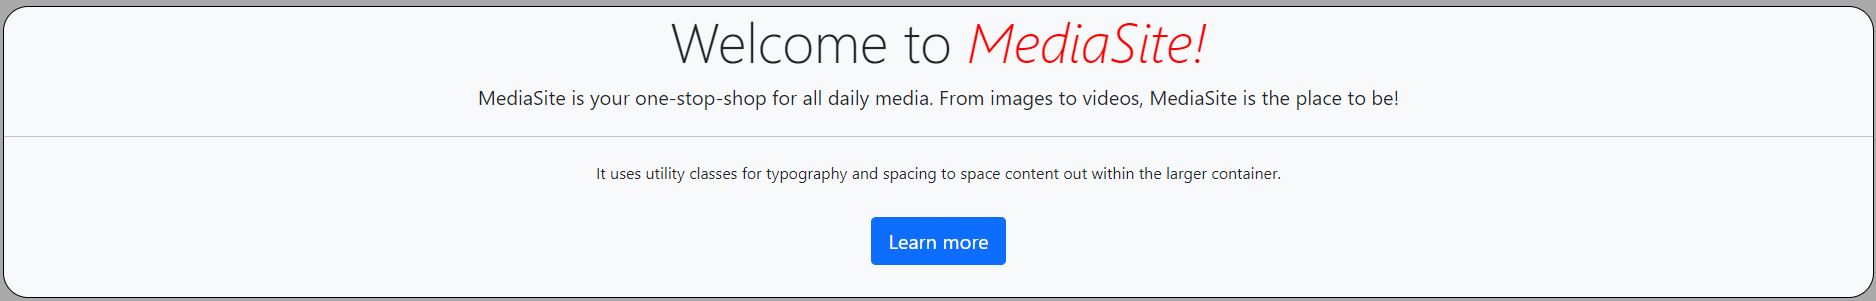 Welcome to MediaSite!
MediaSite is your one-stop-shop for all daily media. From images to videos, MediaSite is the place to be!
It uses utility classes for typography and spacing to space content out within the larger container.
Learn more